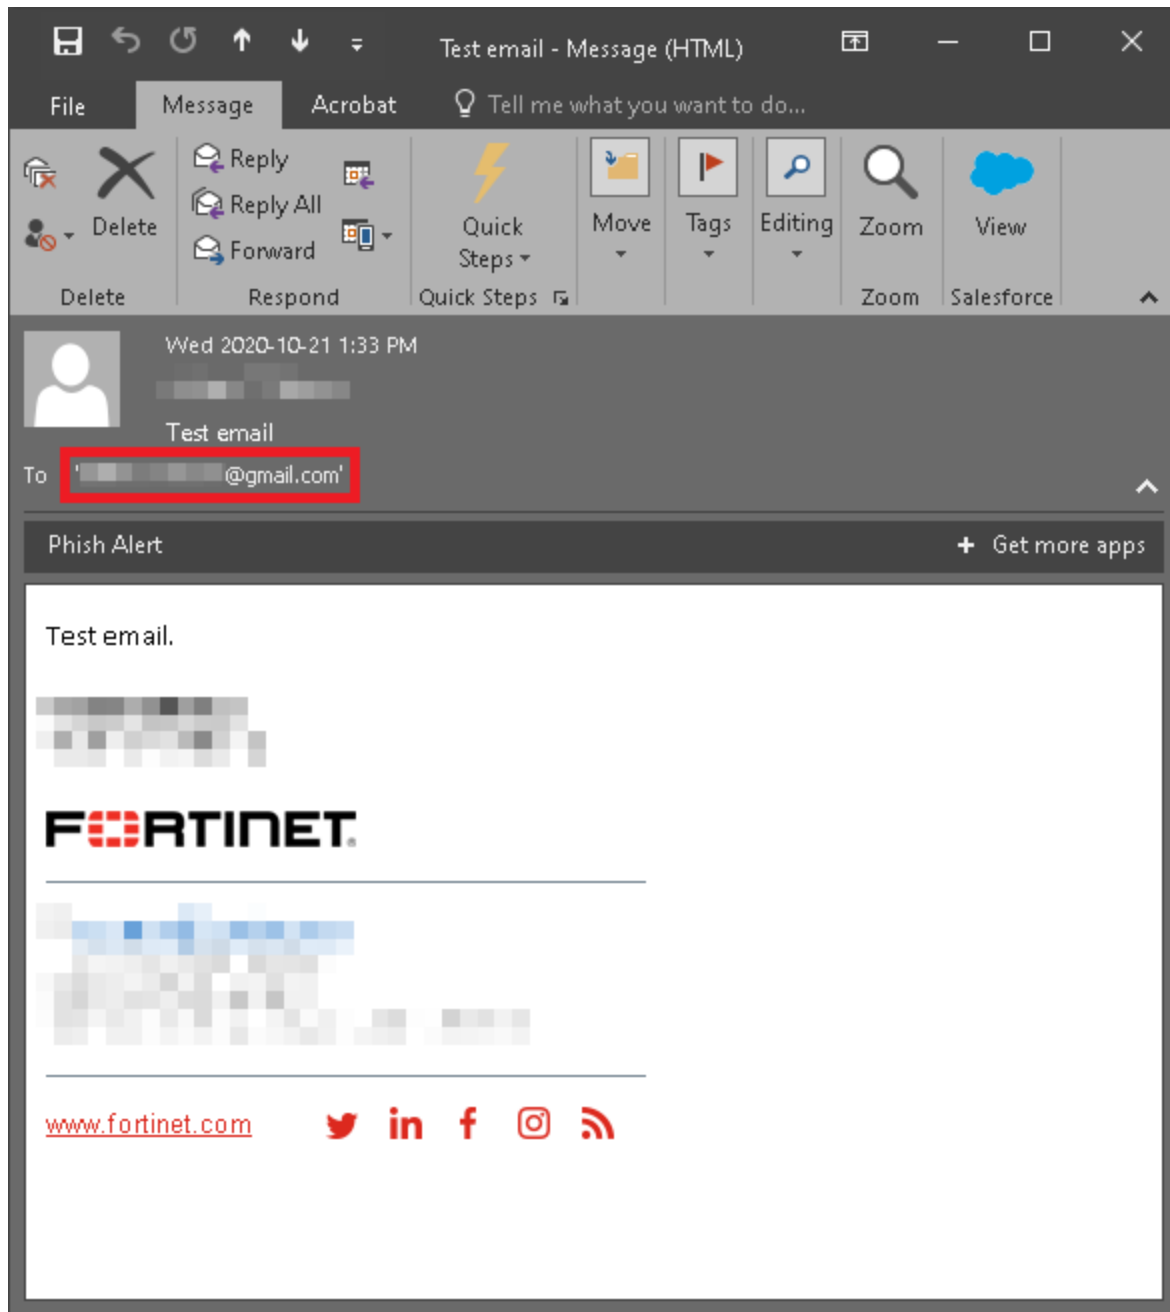 Test email - Message (HTML)
File Message Acrobat Tell me what you want to do...
Delete
Reply
Reply All
Forward
Quick Steps
Move
Tags
Editing
Zoom
View
Delete Respond Quick Steps Zoom Salesforce
Wed 2020-10-21 1:33 PM
Test email
To '@gmail.com'
Phish Alert + Get more apps
Test email.
FORTINET
www.fortinet.com